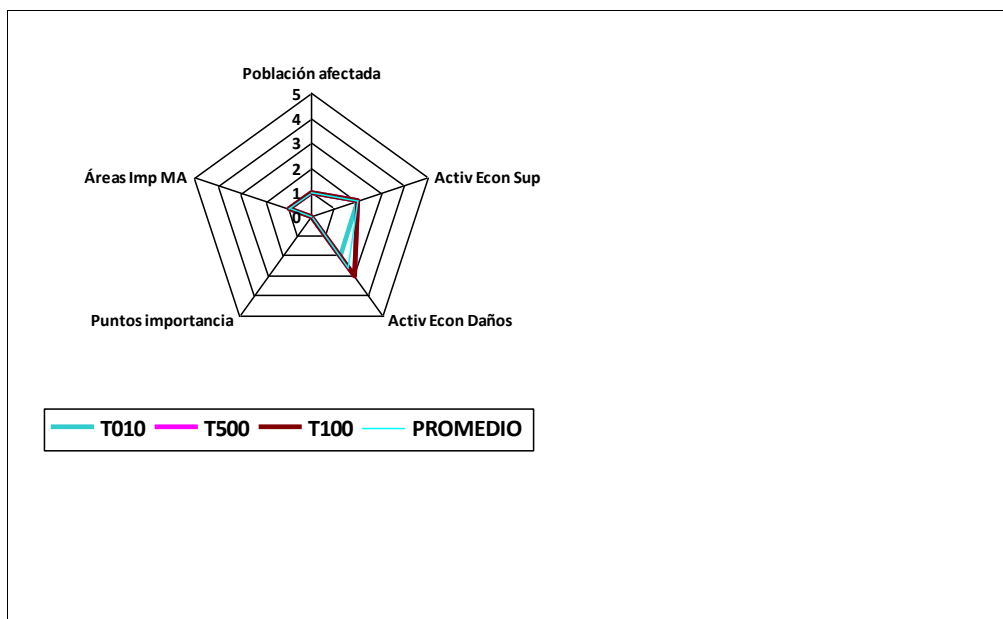 Población afectada
5
4
3
2
1
0
Áreas Imp MA
Activ Econ Sup
Puntos importancia
Activ Econ Daños
T010 T500 T100 PROMEDIO